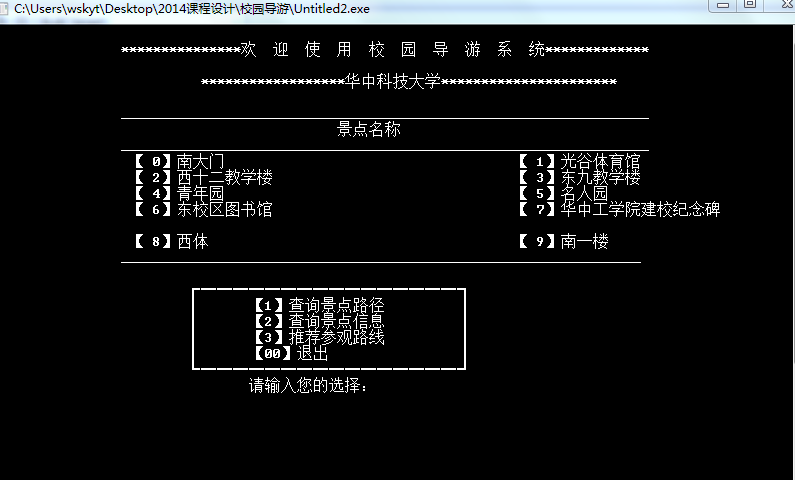 C:\Users\wskyt\Desktop\2014课程设计\校园导游\Untitled2.exe
***************欢 迎 使 用 校 园 导 游 系 统*************
******************华中科技大学**********************
景点名称
【 0】南大门 【 1】光谷体育馆
【 2】西十二教学楼 【 3】东九教学楼
【 4】青年园 【 5】名人园
【 6】东校区图书馆 【 7】华中工学院建校纪念碑
【 8】西体 【 9】南一楼
【1】查询景点路径
【2】查询景点信息
【3】推荐参观路线
【00】退出
请输入您的选择: